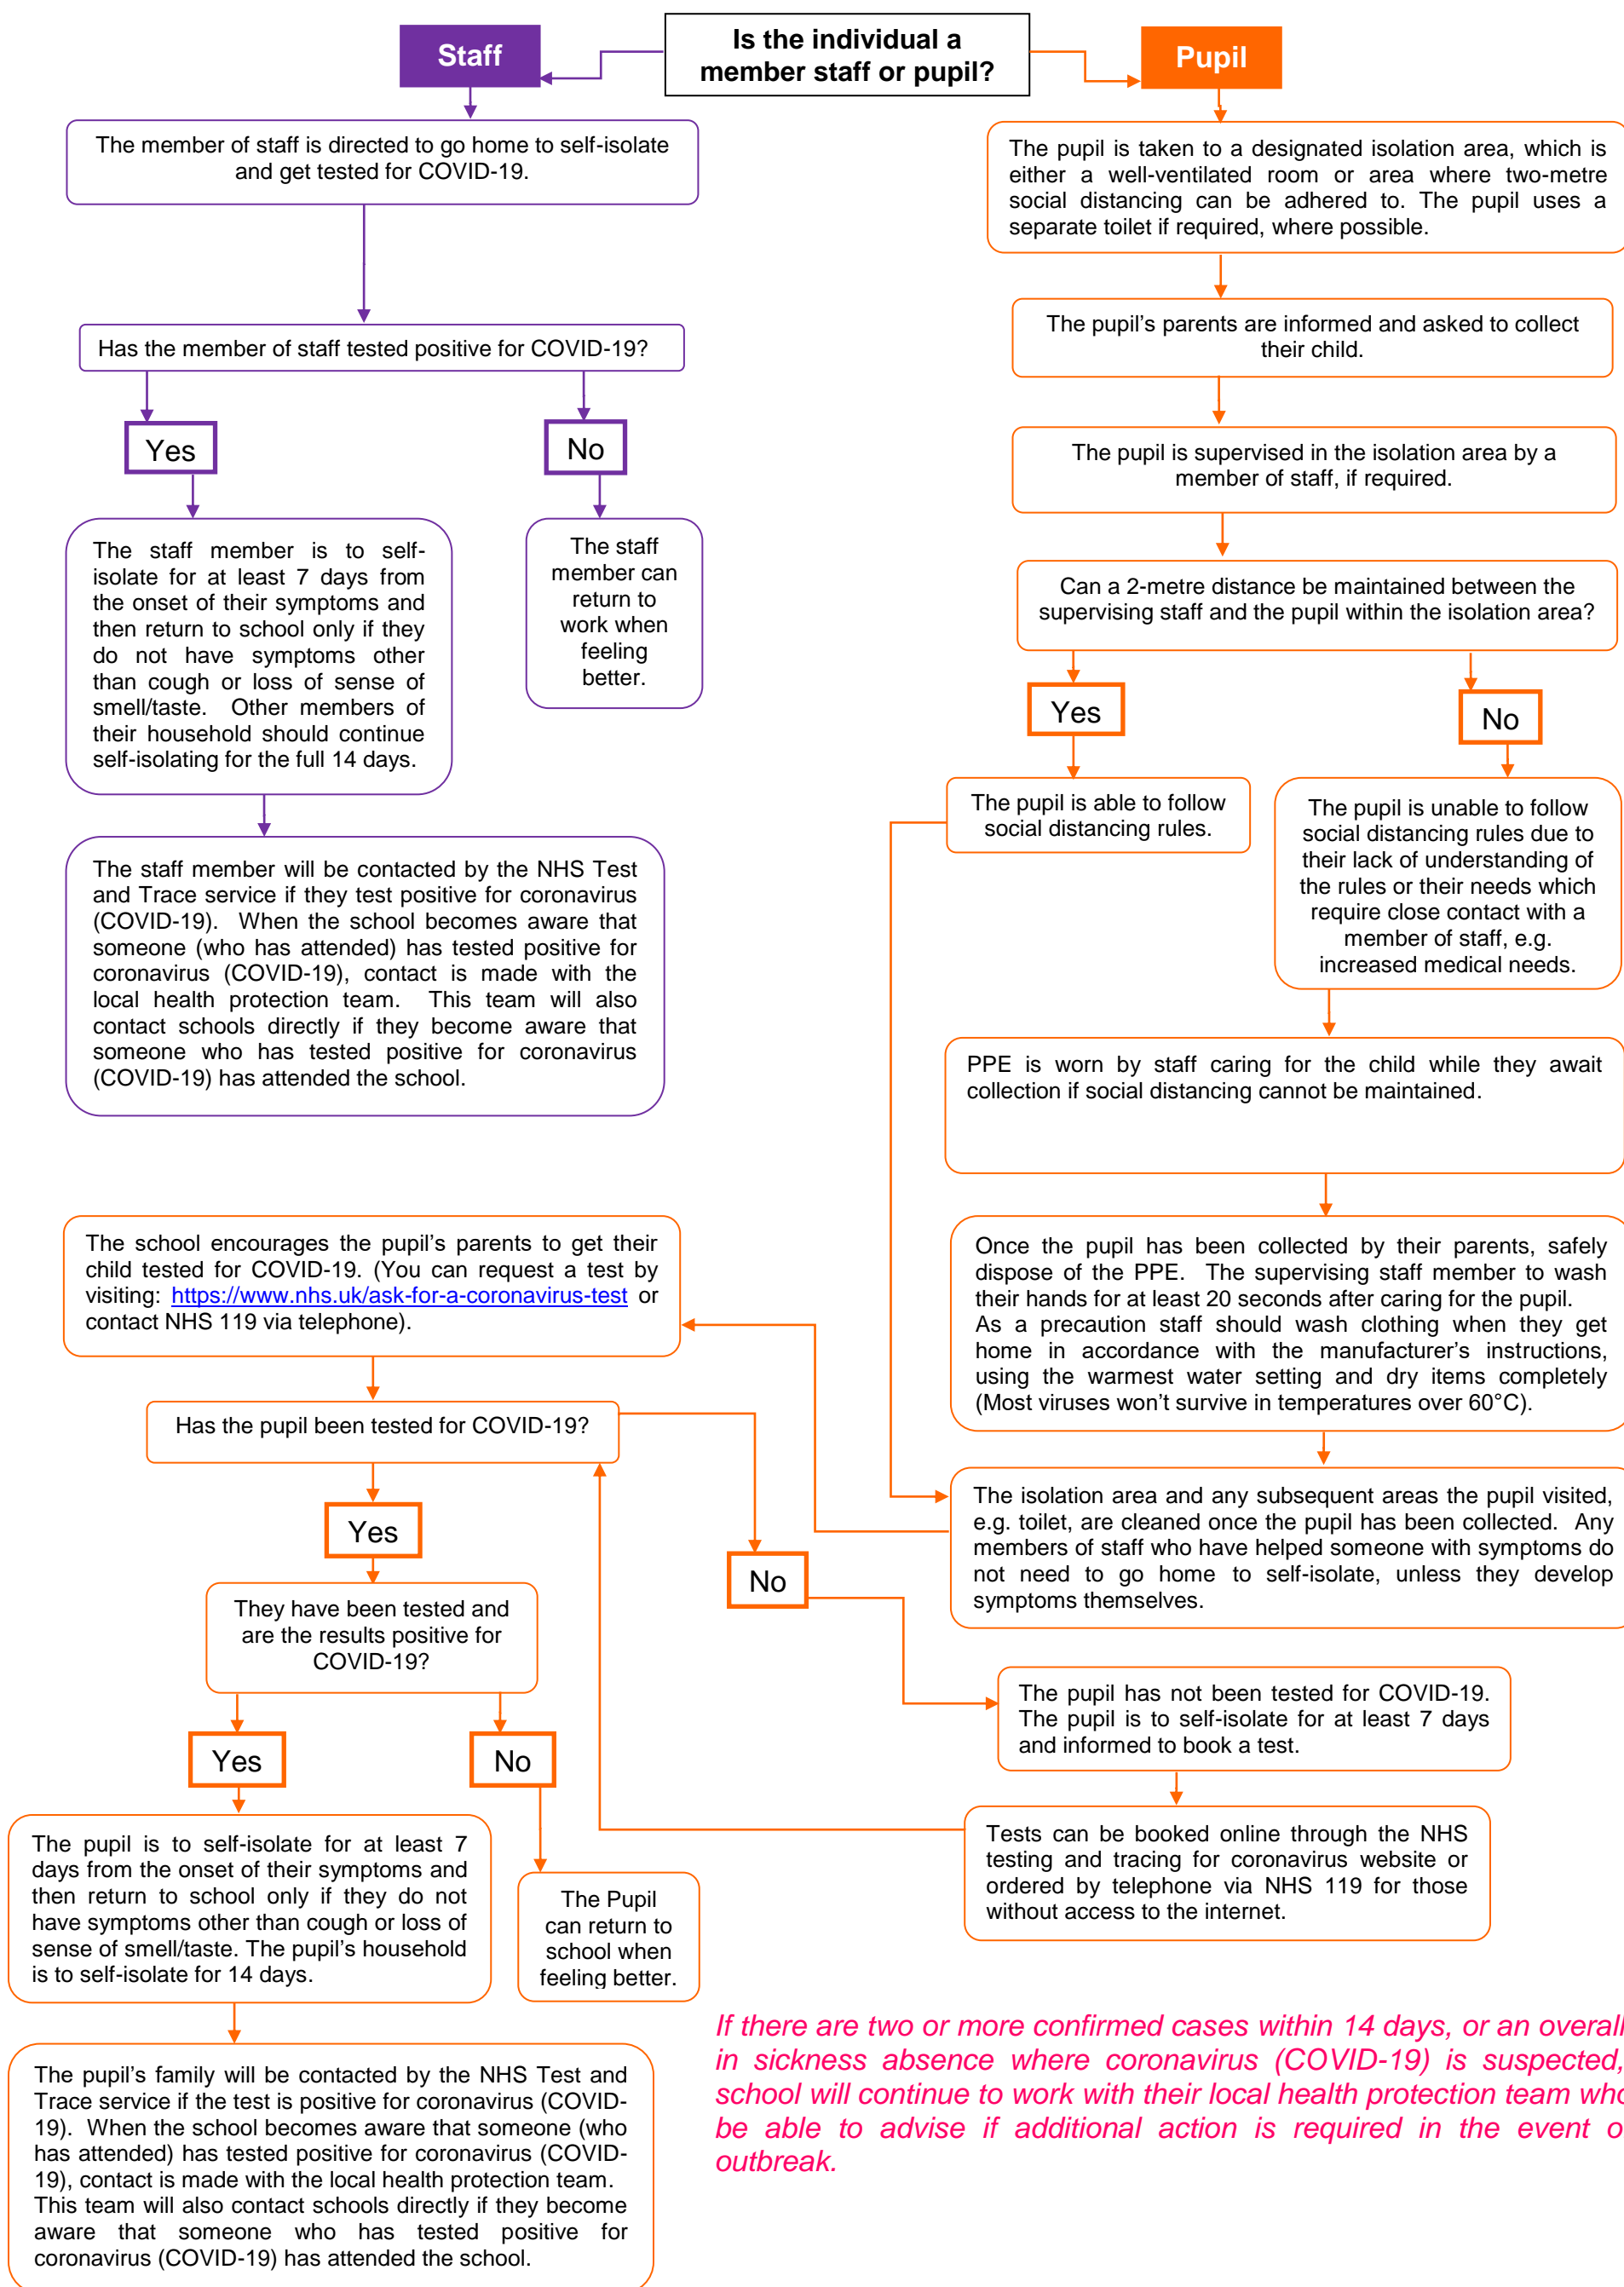 Is the individual a
member staff or pupil?
Staff
Pupil
The member of staff is directed to go home to self-isolate
and get tested for COVID-19.
Has the member of staff tested positive for COVID-19?
Yes
No
The staff member is to self-
isolate for at least 7 days from
the onset of their symptoms and
then return to school only if they
do not have symptoms other
than cough or loss of sense of
smell/taste. Other members of
their household should continue
self-isolating for the full 14 days.
The staff
member can
return to
work when
feeling
better.
The staff member will be contacted by the NHS Test
and Trace service if they test positive for coronavirus
(COVID-19). When the school becomes aware that
someone (who has attended) has tested positive for
coronavirus (COVID-19), contact is made with the
local health protection team. This team will also
contact schools directly if they become aware that
someone who has tested positive for coronavirus
(COVID-19) has attended the school.
The pupil is taken to a designated isolation area, which is
either a well-ventilated room or area where two-metre
social distancing can be adhered to. The pupil uses a
separate toilet if required, where possible.
The pupil's parents are informed and asked to collect
their child.
The pupil is supervised in the isolation area by a
member of staff, if required.
Can a 2-metre distance be maintained between the
supervising staff and the pupil within the isolation area?
Yes
No
The pupil is able to follow
social distancing rules.
The pupil is unable to follow
social distancing rules due to
their lack of understanding of
the rules or their needs which
require close contact with a
member of staff, e.g.
increased medical needs.
PPE is worn by staff caring for the child while they await
collection if social distancing cannot be maintained.
Once the pupil has been collected by their parents, safely
dispose of the PPE. The supervising staff member to wash
their hands for at least 20 seconds after caring for the pupil.
As a precaution staff should wash clothing when they get
home in accordance with the manufacturer's instructions,
using the warmest water setting and dry items completely
(Most viruses won't survive in temperatures over 60°C).
The isolation area and any subsequent areas the pupil visited,
e.g. toilet, are cleaned once the pupil has been collected. Any
members of staff who have helped someone with symptoms do
not need to go home to self-isolate, unless they develop
symptoms themselves.
The school encourages the pupil's parents to get their
child tested for COVID-19. (You can request a test by
visiting: https://www.nhs.uk/ask-for-a-coronavirus-test or
contact NHS 119 via telephone).
Has the pupil been tested for COVID-19?
Yes
No
They have been tested and
are the results positive for
COVID-19?
The pupil has not been tested for COVID-19.
The pupil is to self-isolate for at least 7 days
and informed to book a test.
Tests can be booked online through the NHS
testing and tracing for coronavirus website or
ordered by telephone via NHS 119 for those
without access to the internet.
Yes
No
The pupil is to self-isolate for at least 7
days from the onset of their symptoms and
then return to school only if they do not
have symptoms other than cough or loss of
sense of smell/taste. The pupil's household
is to self-isolate for 14 days.
The Pupil
can return to
school when
feeling better.
The pupil's family will be contacted by the NHS Test and
Trace service if the test is positive for coronavirus (COVID-
19). When the school becomes aware that someone (who
has attended) has tested positive for coronavirus (COVID-
19), contact is made with the local health protection team.
This team will also contact schools directly if they become
aware that someone who has tested positive for
coronavirus (COVID-19) has attended the school.
If there are two or more confirmed cases within 14 days, or an overall
in sickness absence where coronavirus (COVID-19) is suspected,
school will continue to work with their local health protection team who
be able to advise if additional action is required in the event o
outbreak.